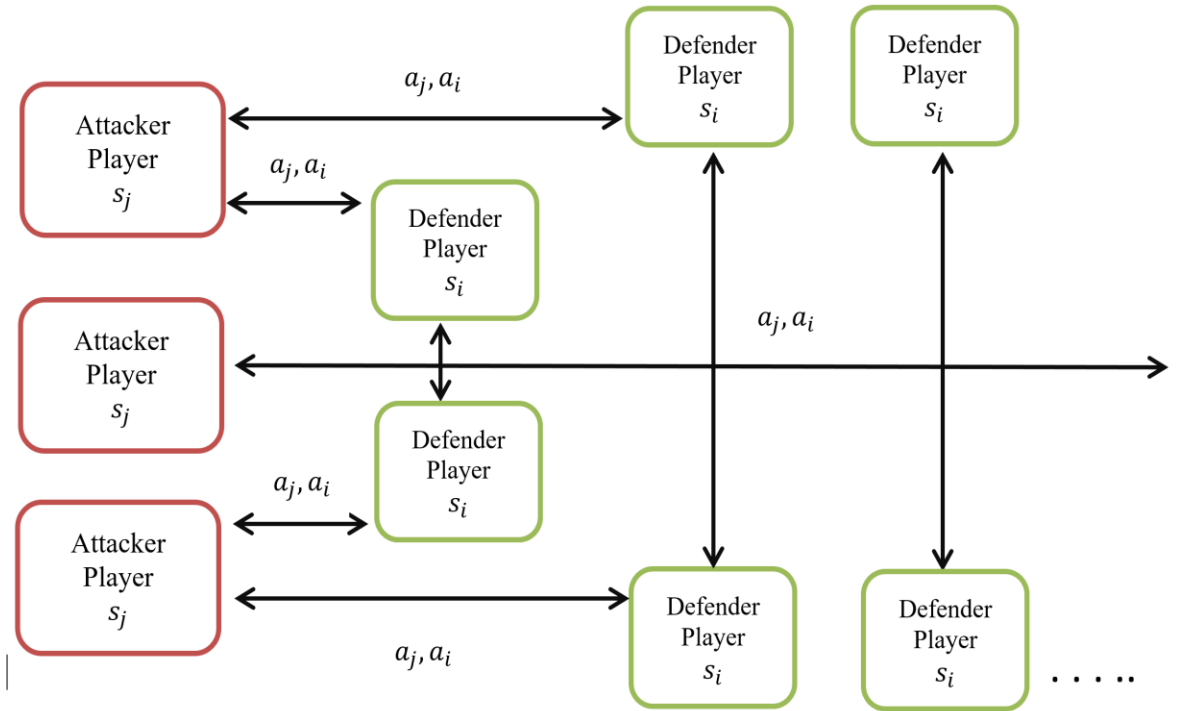 Defender
Player
s_i
Defender
Player
s_i
a_j, a_i
Attacker
Player
s_j
a_j, a_i
Defender
Player
s_i
a_j, a_i
Attacker
Player
s_j
Defender
Player
s_i
a_j, a_i
Attacker
Player
s_j
Defender
Player
s_i
Defender
Player
s_i
a_j, a_i
. . . . ..